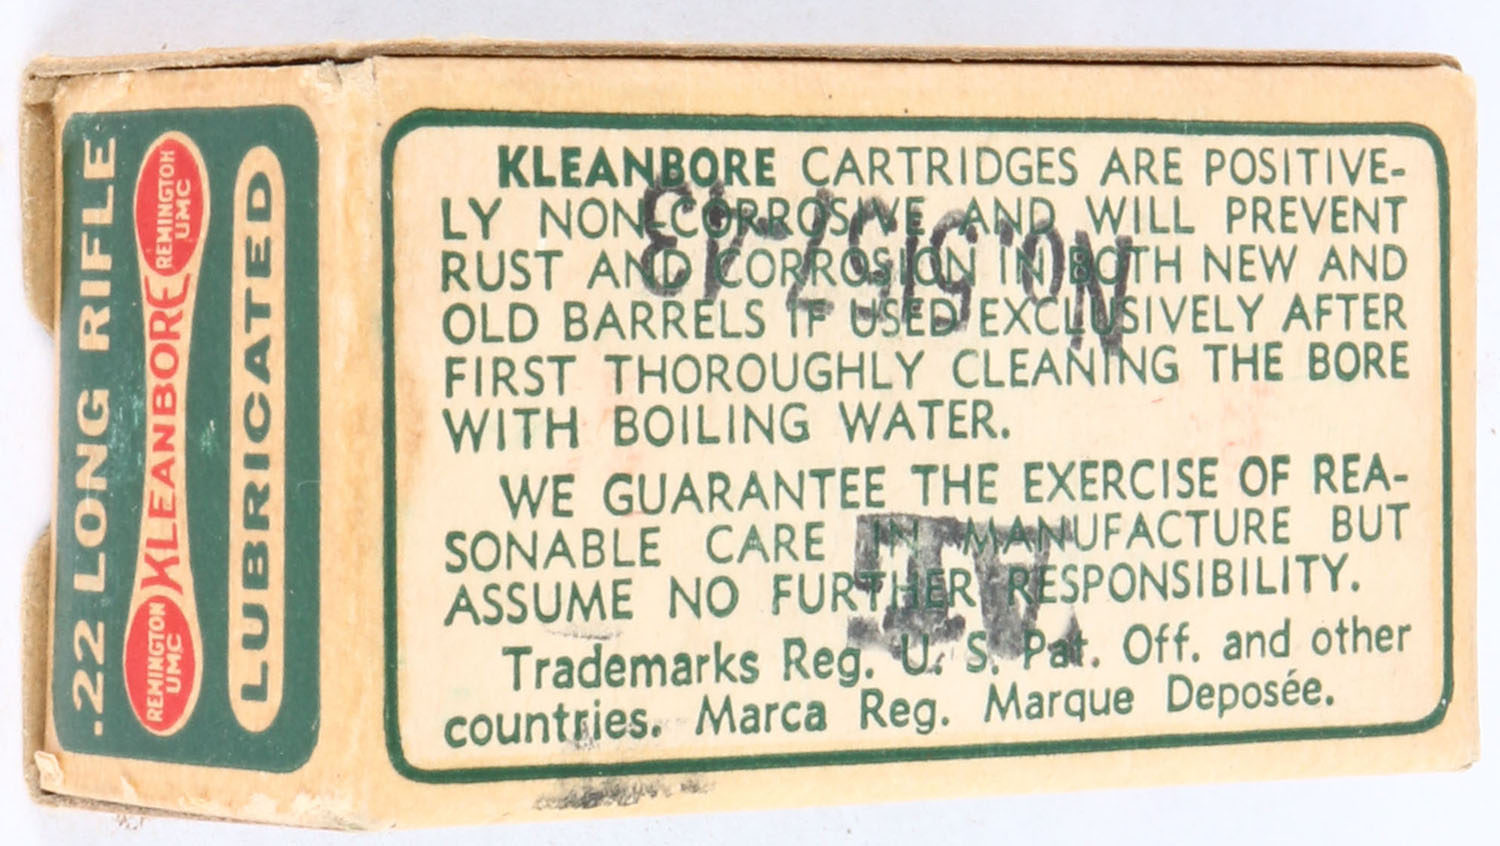 .22 LONG RIFLE
REMINGTON
UMC
KLEANBORE
REMINGTON
UMC
LUBRICATED
KLEANBORE CARTRIDGES ARE POSITIVE-
LY NON-CORROSIVE AND WILL PREVENT
RUST AND CORROSION IN BOTH NEW AND
OLD BARRELS IF USED EXCLUSIVELY AFTER
FIRST THOROUGHLY CLEANING THE BORE
WITH BOILING WATER.
WE GUARANTEE THE EXERCISE OF REA-
SONABLE CARE IN MANUFACTURE BUT
ASSUME NO FURTHER RESPONSIBILITY.
Trademarks Reg. U. S. Pat. Off. and other
countries. Marca Reg. Marque Deposée.